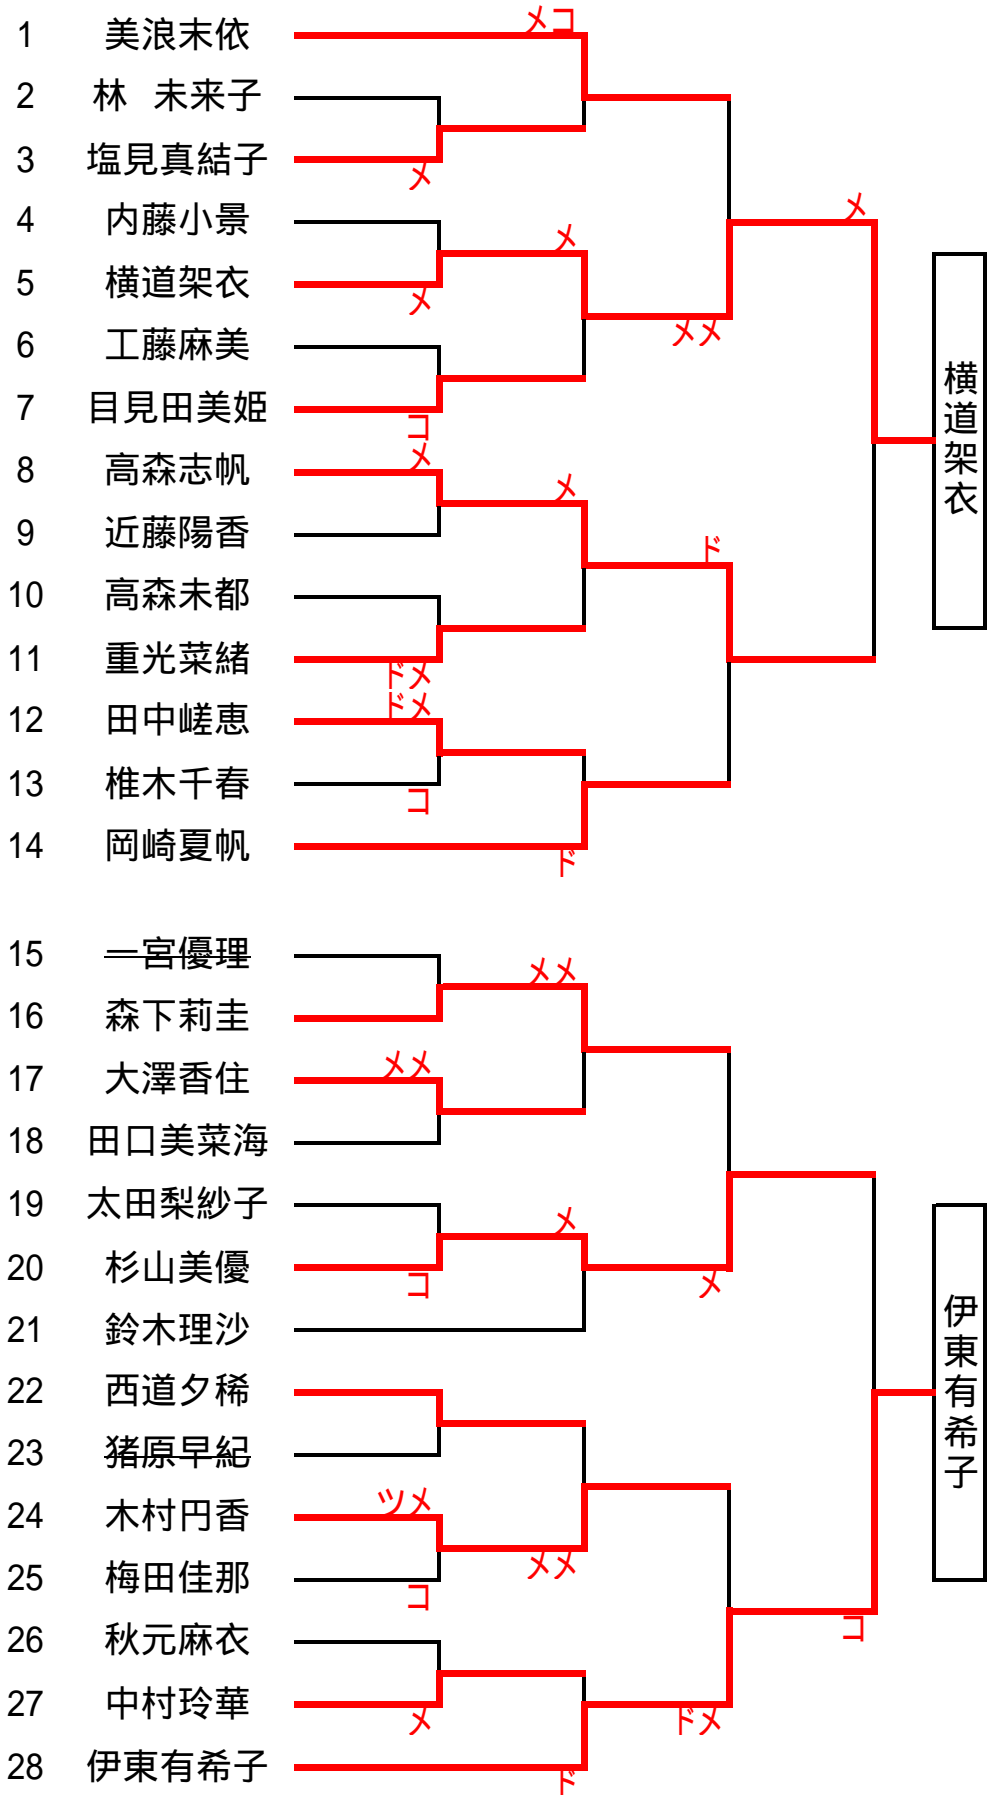 メコ
1 美浪末依
2 林 未来子
3 塩見真結子
メ
メ
4 内藤小景
メ
5 横道架衣
メ
メメ
6 工藤麻美
7 目見田美姫
コ
横道架衣
メ
8 高森志帆
メ
9 近藤陽香
ド
10 高森未都
11 重光菜緒
ドメ
ドメ
12 田中嵯恵
13 椎木千春
コ
14 岡崎夏帆
ド
15 一宮優理
メメ
16 森下莉圭
メメ
17 大澤香住
18 田口美菜海
19 太田梨紗子
メ
20 杉山美優
コ
メ
21 鈴木理沙
伊東有希子
22 西道夕稀
23 猪原早紀
ツメ
24 木村円香
メメ
25 梅田佳那
コ
コ
26 秋元麻衣
27 中村玲華
メ
ドメ
28 伊東有希子
ド